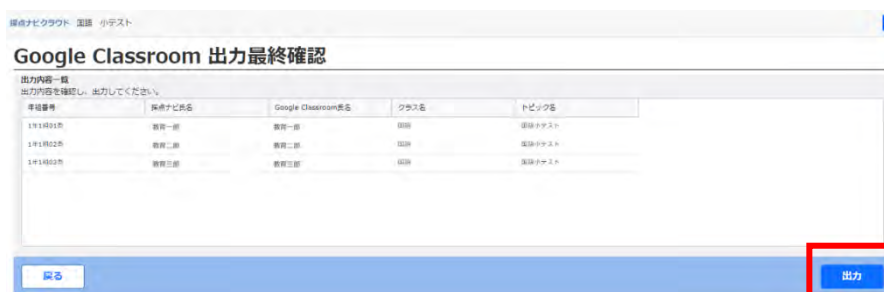 採点ナビクラウド 国語 小テスト
Google Classroom 出力最終確認
出力内容一覧
出力内容を確認し、出力してください。
年組番号 採点ナビ氏名 Google Classroom氏名 クラス名 トピック名
1年1組01番 教育一郎 教育一郎 国語 国語小テスト
1年1組02番 教育二郎 教育二郎 国語 国語小テスト
1年1組03番 教育三郎 教育三郎 国語 国語小テスト
戻る 出力